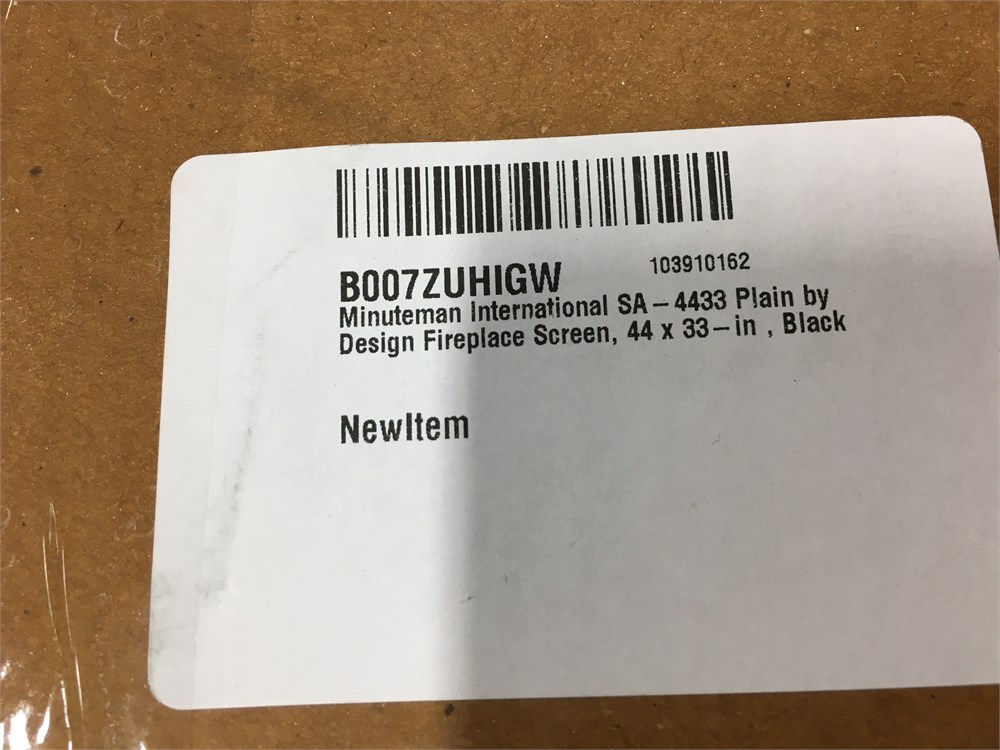 B007ZUHIGW 103910162
Minuteman International SA – 4433 Plain by
Design Fireplace Screen, 44 x 33 – in , Black
NewItem